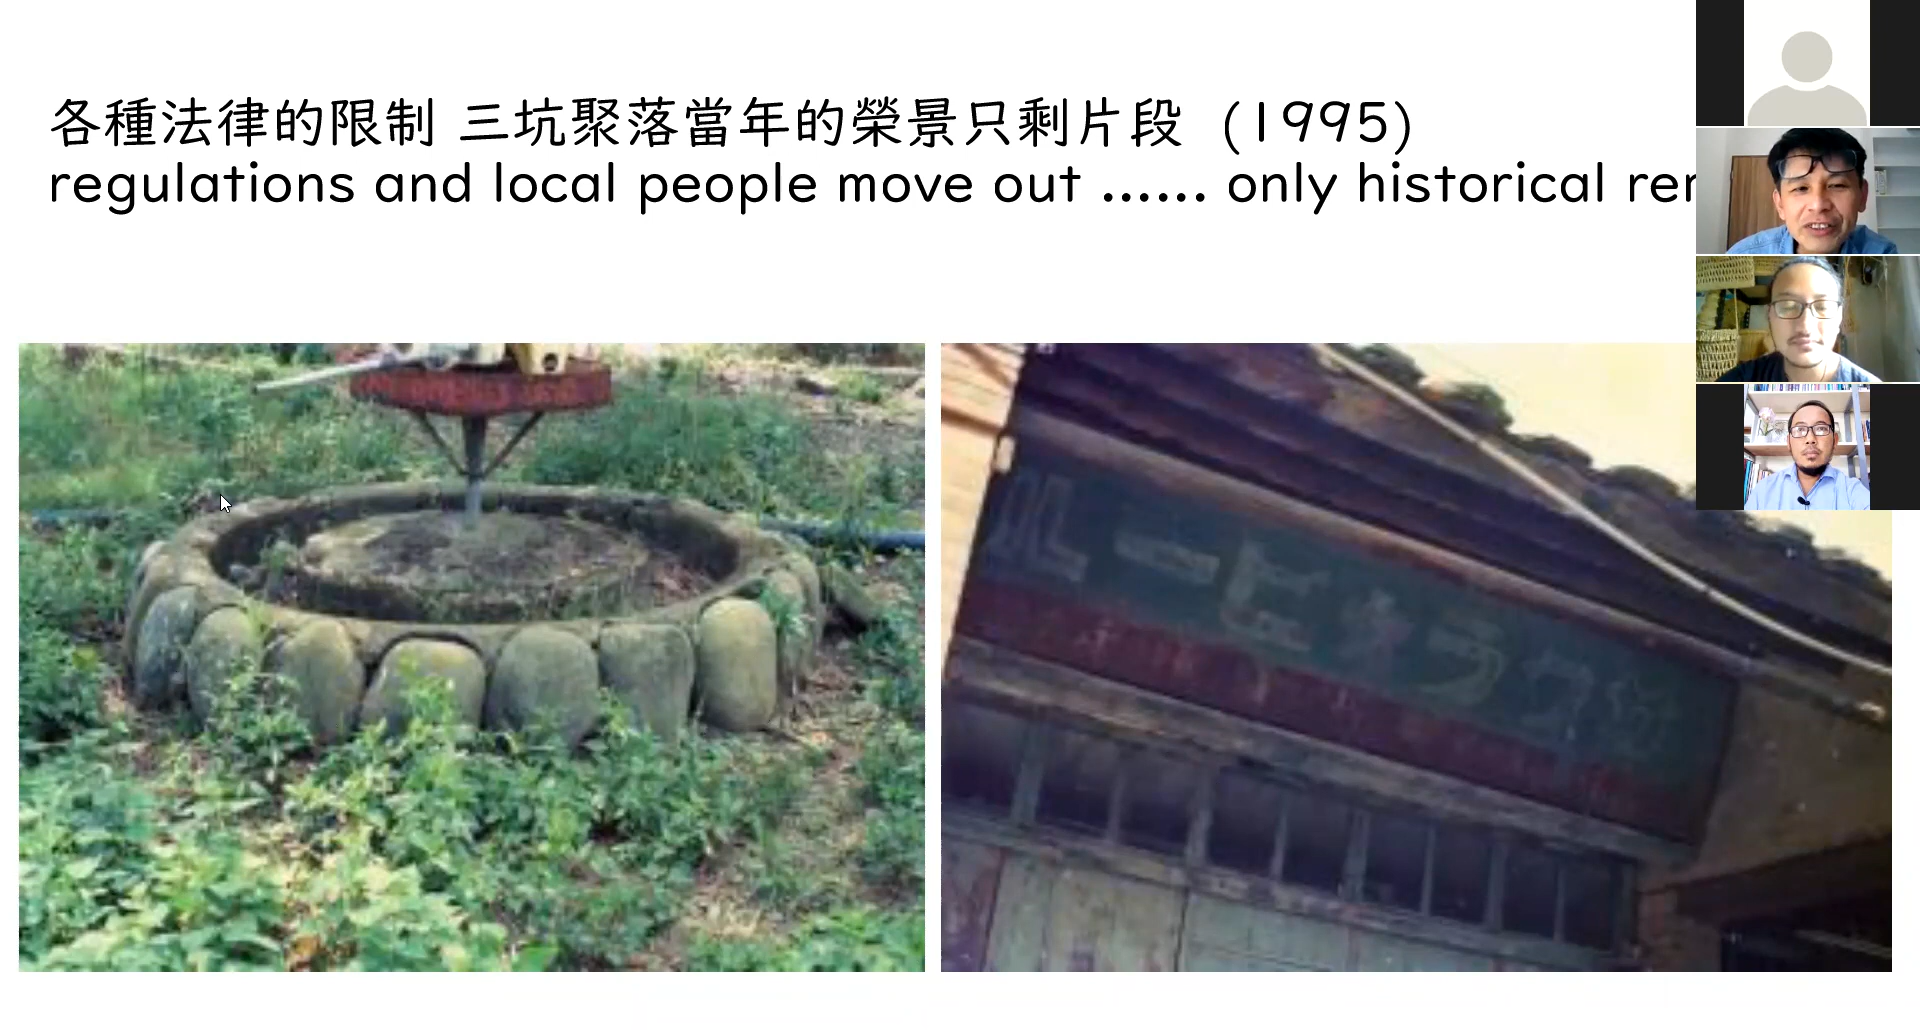 各種法律的限制 三坑聚落當年的榮景只剩片段 (1995)
regulations and local people move out ...... only historical